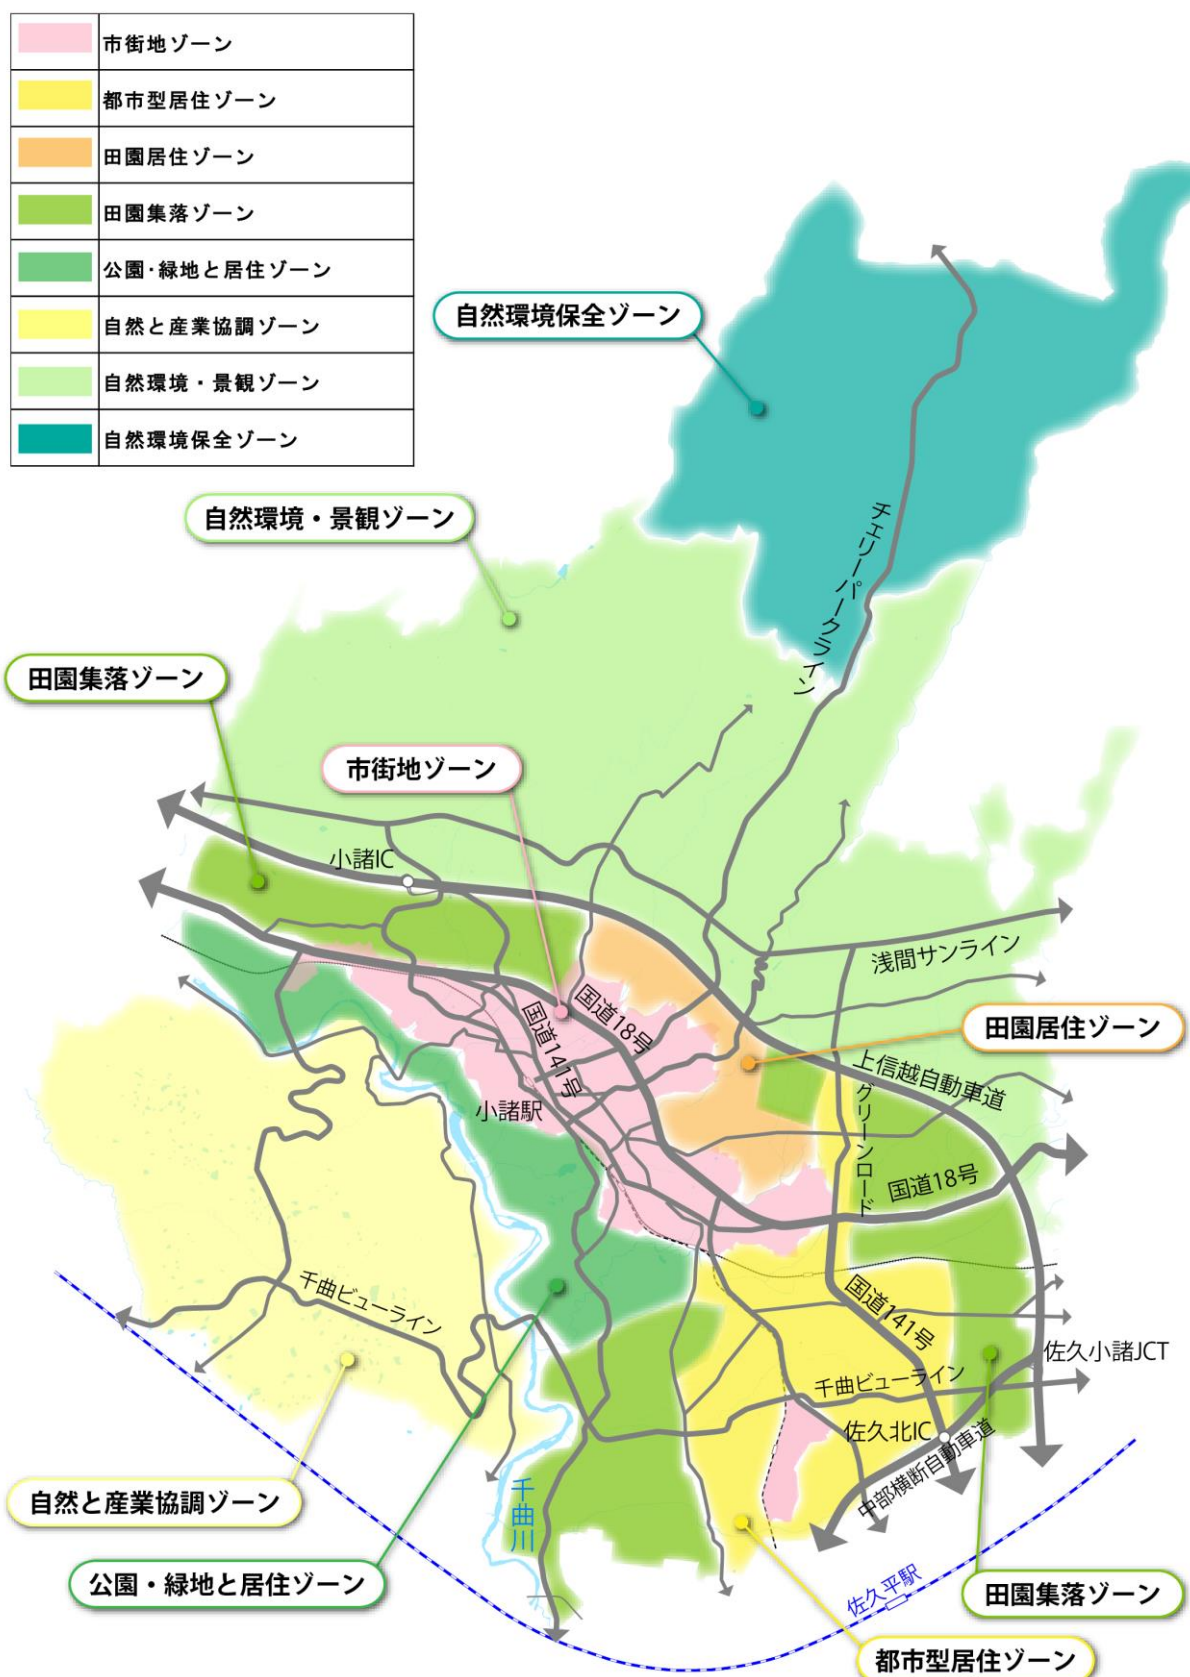 市街地ゾーン
都市型居住ゾーン
田園居住ゾーン
田園集落ゾーン
公園・緑地と居住ゾーン
自然と産業協調ゾーン
自然環境・景観ゾーン
自然環境保全ゾーン
自然環境保全ゾーン
自然環境・景観ゾーン
チェリーパークライン
田園集落ゾーン
市街地ゾーン
小諸IC
浅間サンライン
国道18号
国道141号
田園居住ゾーン
上信越自動車道
グリーンロード
小諸駅
国道18号
千曲ビューライン
国道141号
佐久小諸JCT
千曲ビューライン
佐久北IC
中部横断自動車道
自然と産業協調ゾーン
千曲川
公園・緑地と居住ゾーン
佐久平駅
田園集落ゾーン
都市型居住ゾーン